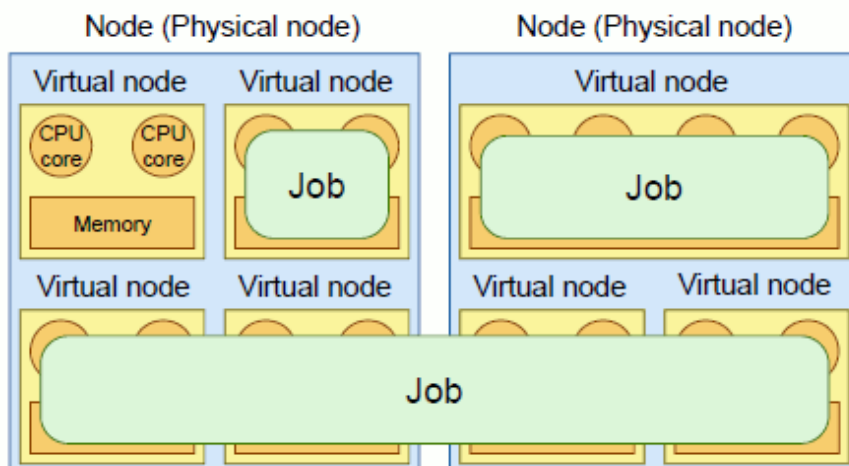 Node (Physical node)
Node (Physical node)
Virtual node
Virtual node
Virtual node
CPU
core
CPU
core
Memory
Job
Job
Virtual node
Virtual node
Virtual node
Virtual node
Job